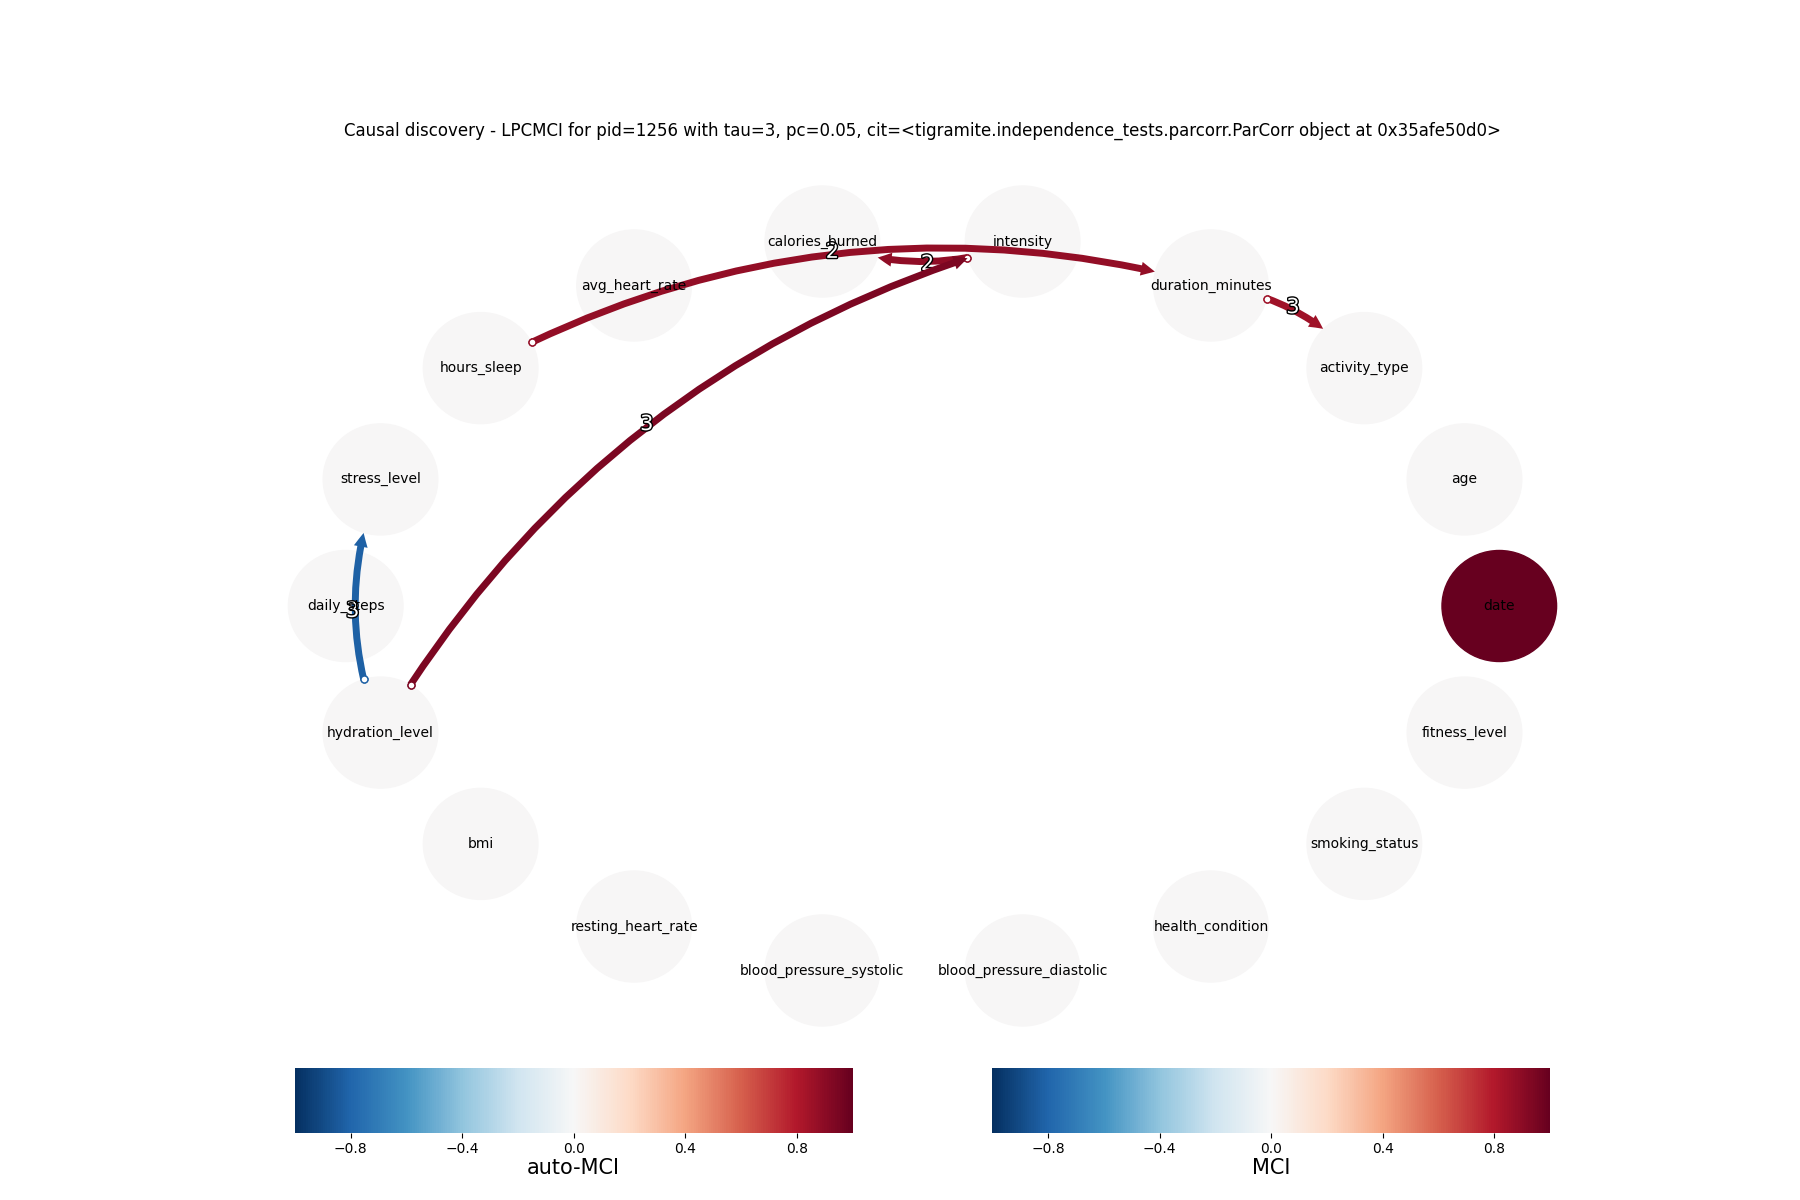 Causal discovery - LPCMCI for pid=1256 with tau=3, pc=0.05, cit=<tigramite.independence_tests.parcorr.ParCorr object at 0x35afe50d0>
calories_burned
intensity
2
2
avg_heart_rate
duration_minutes
3
hours_sleep
activity_type
3
stress_level
age
daily_steps
3
date
hydration_level
fitness_level
bmi
smoking_status
resting_heart_rate
health_condition
blood_pressure_systolic
blood_pressure_diastolic
−0.8 −0.4 0.0 0.4 0.8
auto-MCI
−0.8 −0.4 0.0 0.4 0.8
MCI